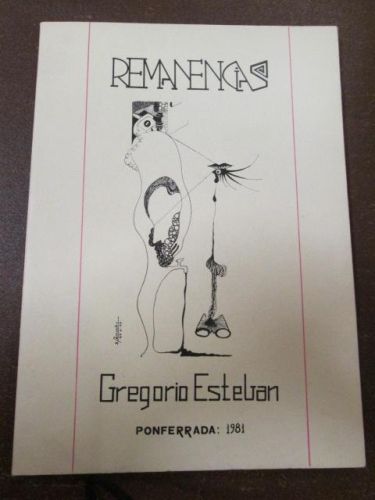 REMANENCIAS
Gregorio Esteban
PONFERRADA: 1981